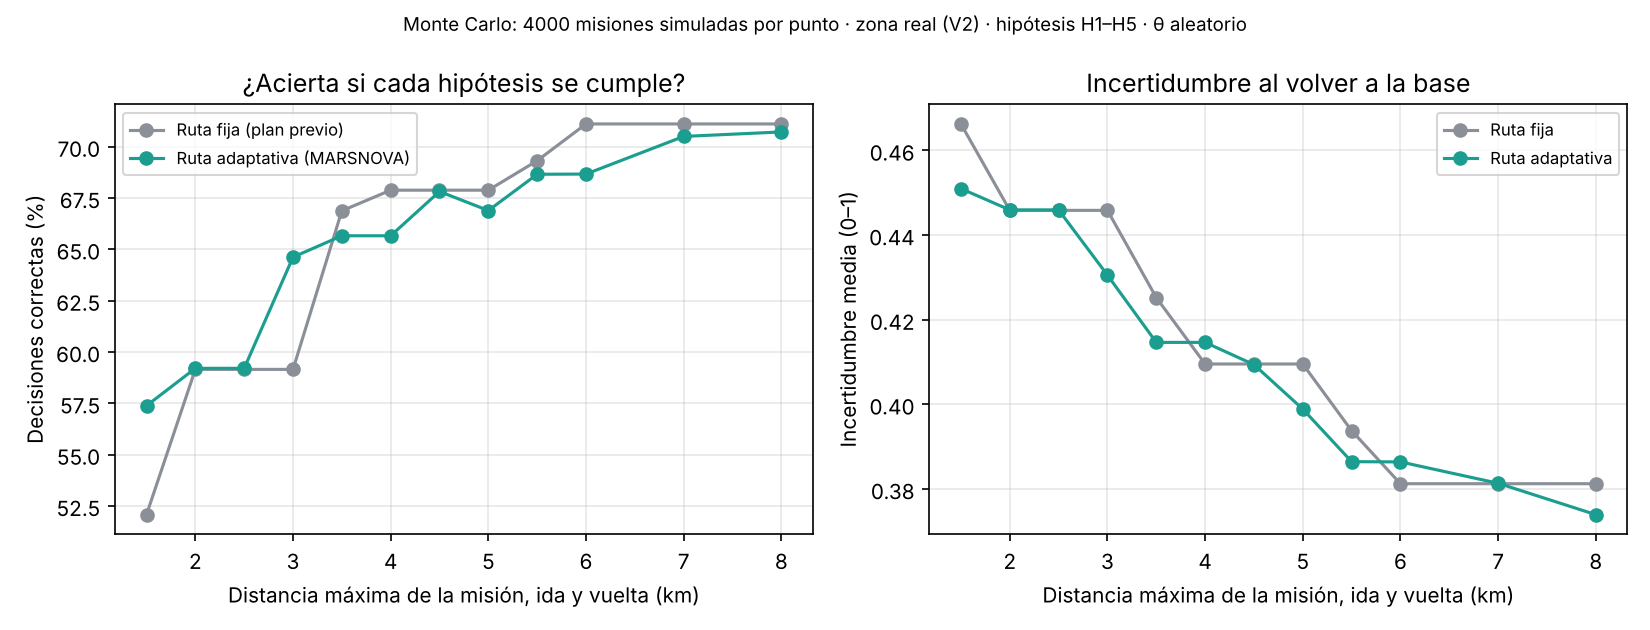 Monte Carlo: 4000 misiones simuladas por punto · zona real (V2) · hipótesis H1–H5 · θ aleatorio
¿Acierta si cada hipótesis se cumple?
Ruta fija (plan previo)
Ruta adaptativa (MARSNOVA)
Decisiones correctas (%)
70.0
67.5
65.0
62.5
60.0
57.5
55.0
52.5
2 3 4 5 6 7 8
Distancia máxima de la misión, ida y vuelta (km)
Incertidumbre al volver a la base
Ruta fija
Ruta adaptativa
Incertidumbre media (0–1)
0.46
0.44
0.42
0.40
0.38
2 3 4 5 6 7 8
Distancia máxima de la misión, ida y vuelta (km)